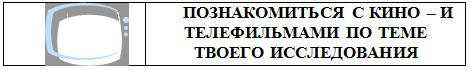 ПОЗНАКОМИТЬСЯ С КИНО – И
ТЕЛЕФИЛЬМАМИ ПО ТЕМЕ
ТВОЕГО ИССЛЕДОВАНИЯ